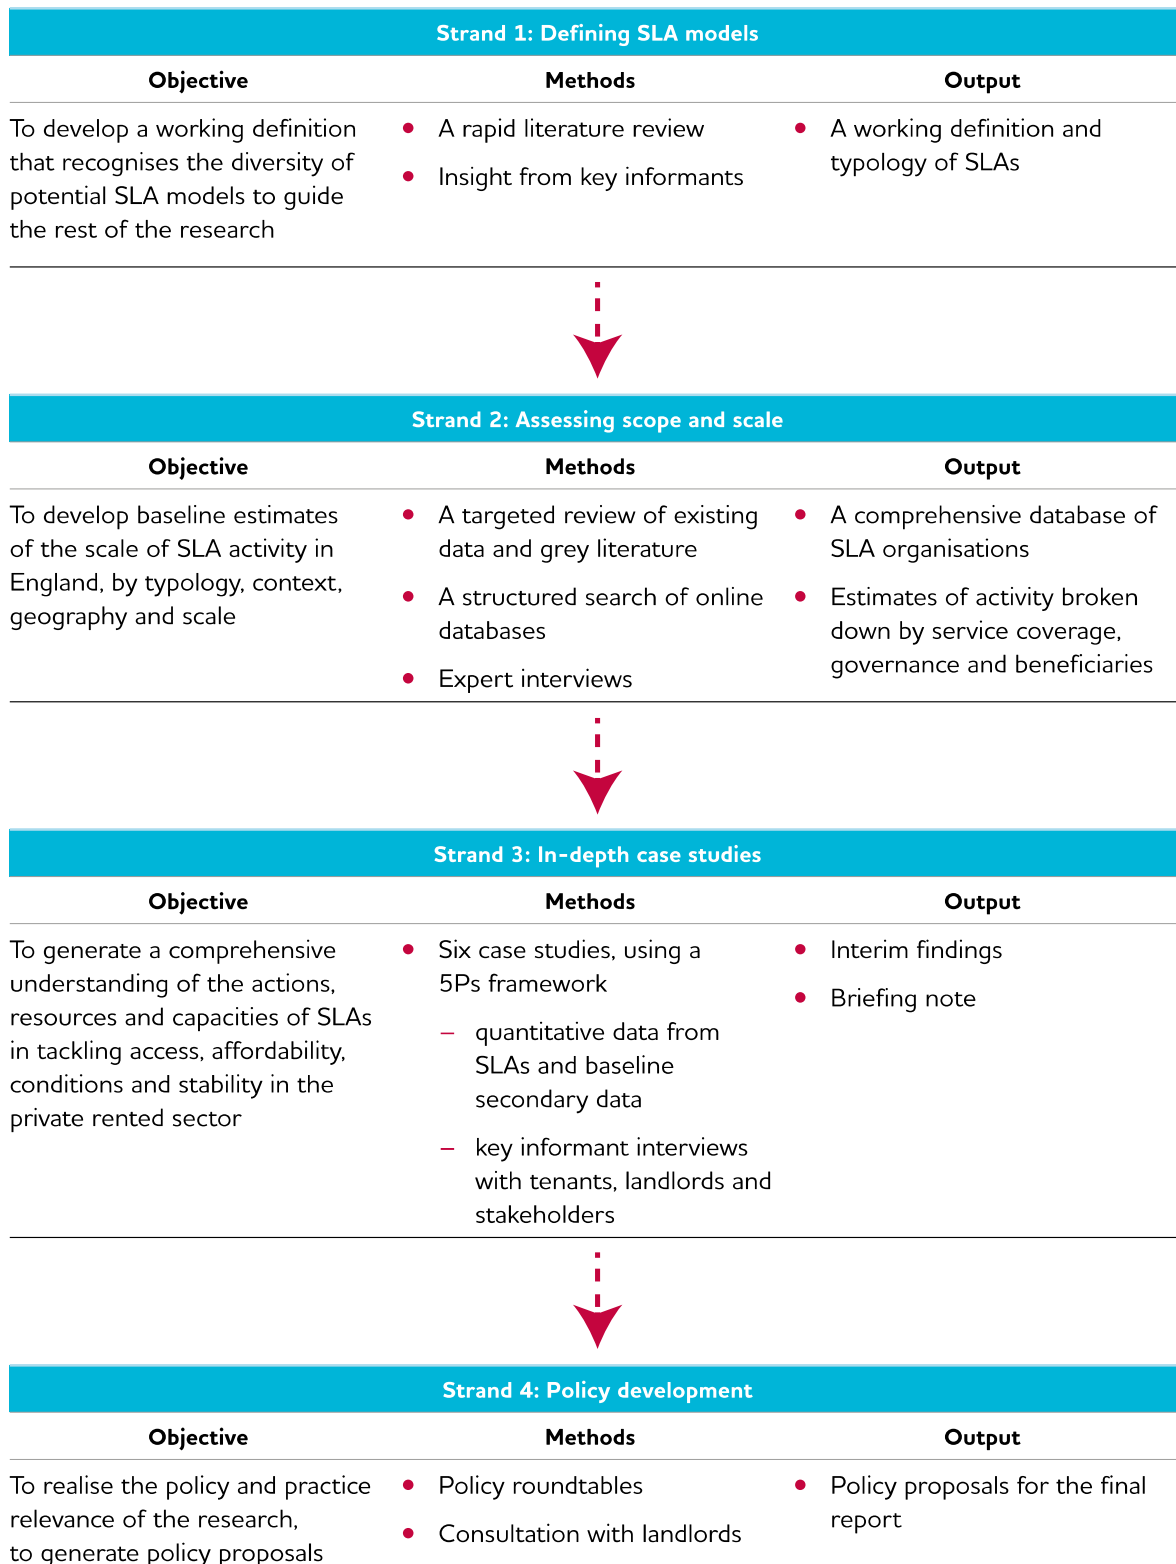 Strand 1: Defining SLA models
Objective
Methods
Output
To develop a working definition
that recognises the diversity of
potential SLA models to guide
the rest of the research
• A rapid literature review
• Insight from key informants
• A working definition and
typology of SLAs
Strand 2: Assessing scope and scale
Objective
Methods
Output
To develop baseline estimates
of the scale of SLA activity in
England, by typology, context,
geography and scale
• A targeted review of existing
data and grey literature
• A structured search of online
databases
• Expert interviews
• A comprehensive database of
SLA organisations
• Estimates of activity broken
down by service coverage,
governance and beneficiaries
Strand 3: In-depth case studies
Objective
Methods
Output
To generate a comprehensive
understanding of the actions,
resources and capacities of SLAs
in tackling access, affordability,
conditions and stability in the
private rented sector
• Six case studies, using a
5Ps framework
– quantitative data from
SLAs and baseline
secondary data
– key informant interviews
with tenants, landlords and
stakeholders
• Interim findings
• Briefing note
Strand 4: Policy development
Objective
Methods
Output
To realise the policy and practice
relevance of the research,
to generate policy proposals
• Policy roundtables
• Consultation with landlords
• Policy proposals for the final
report